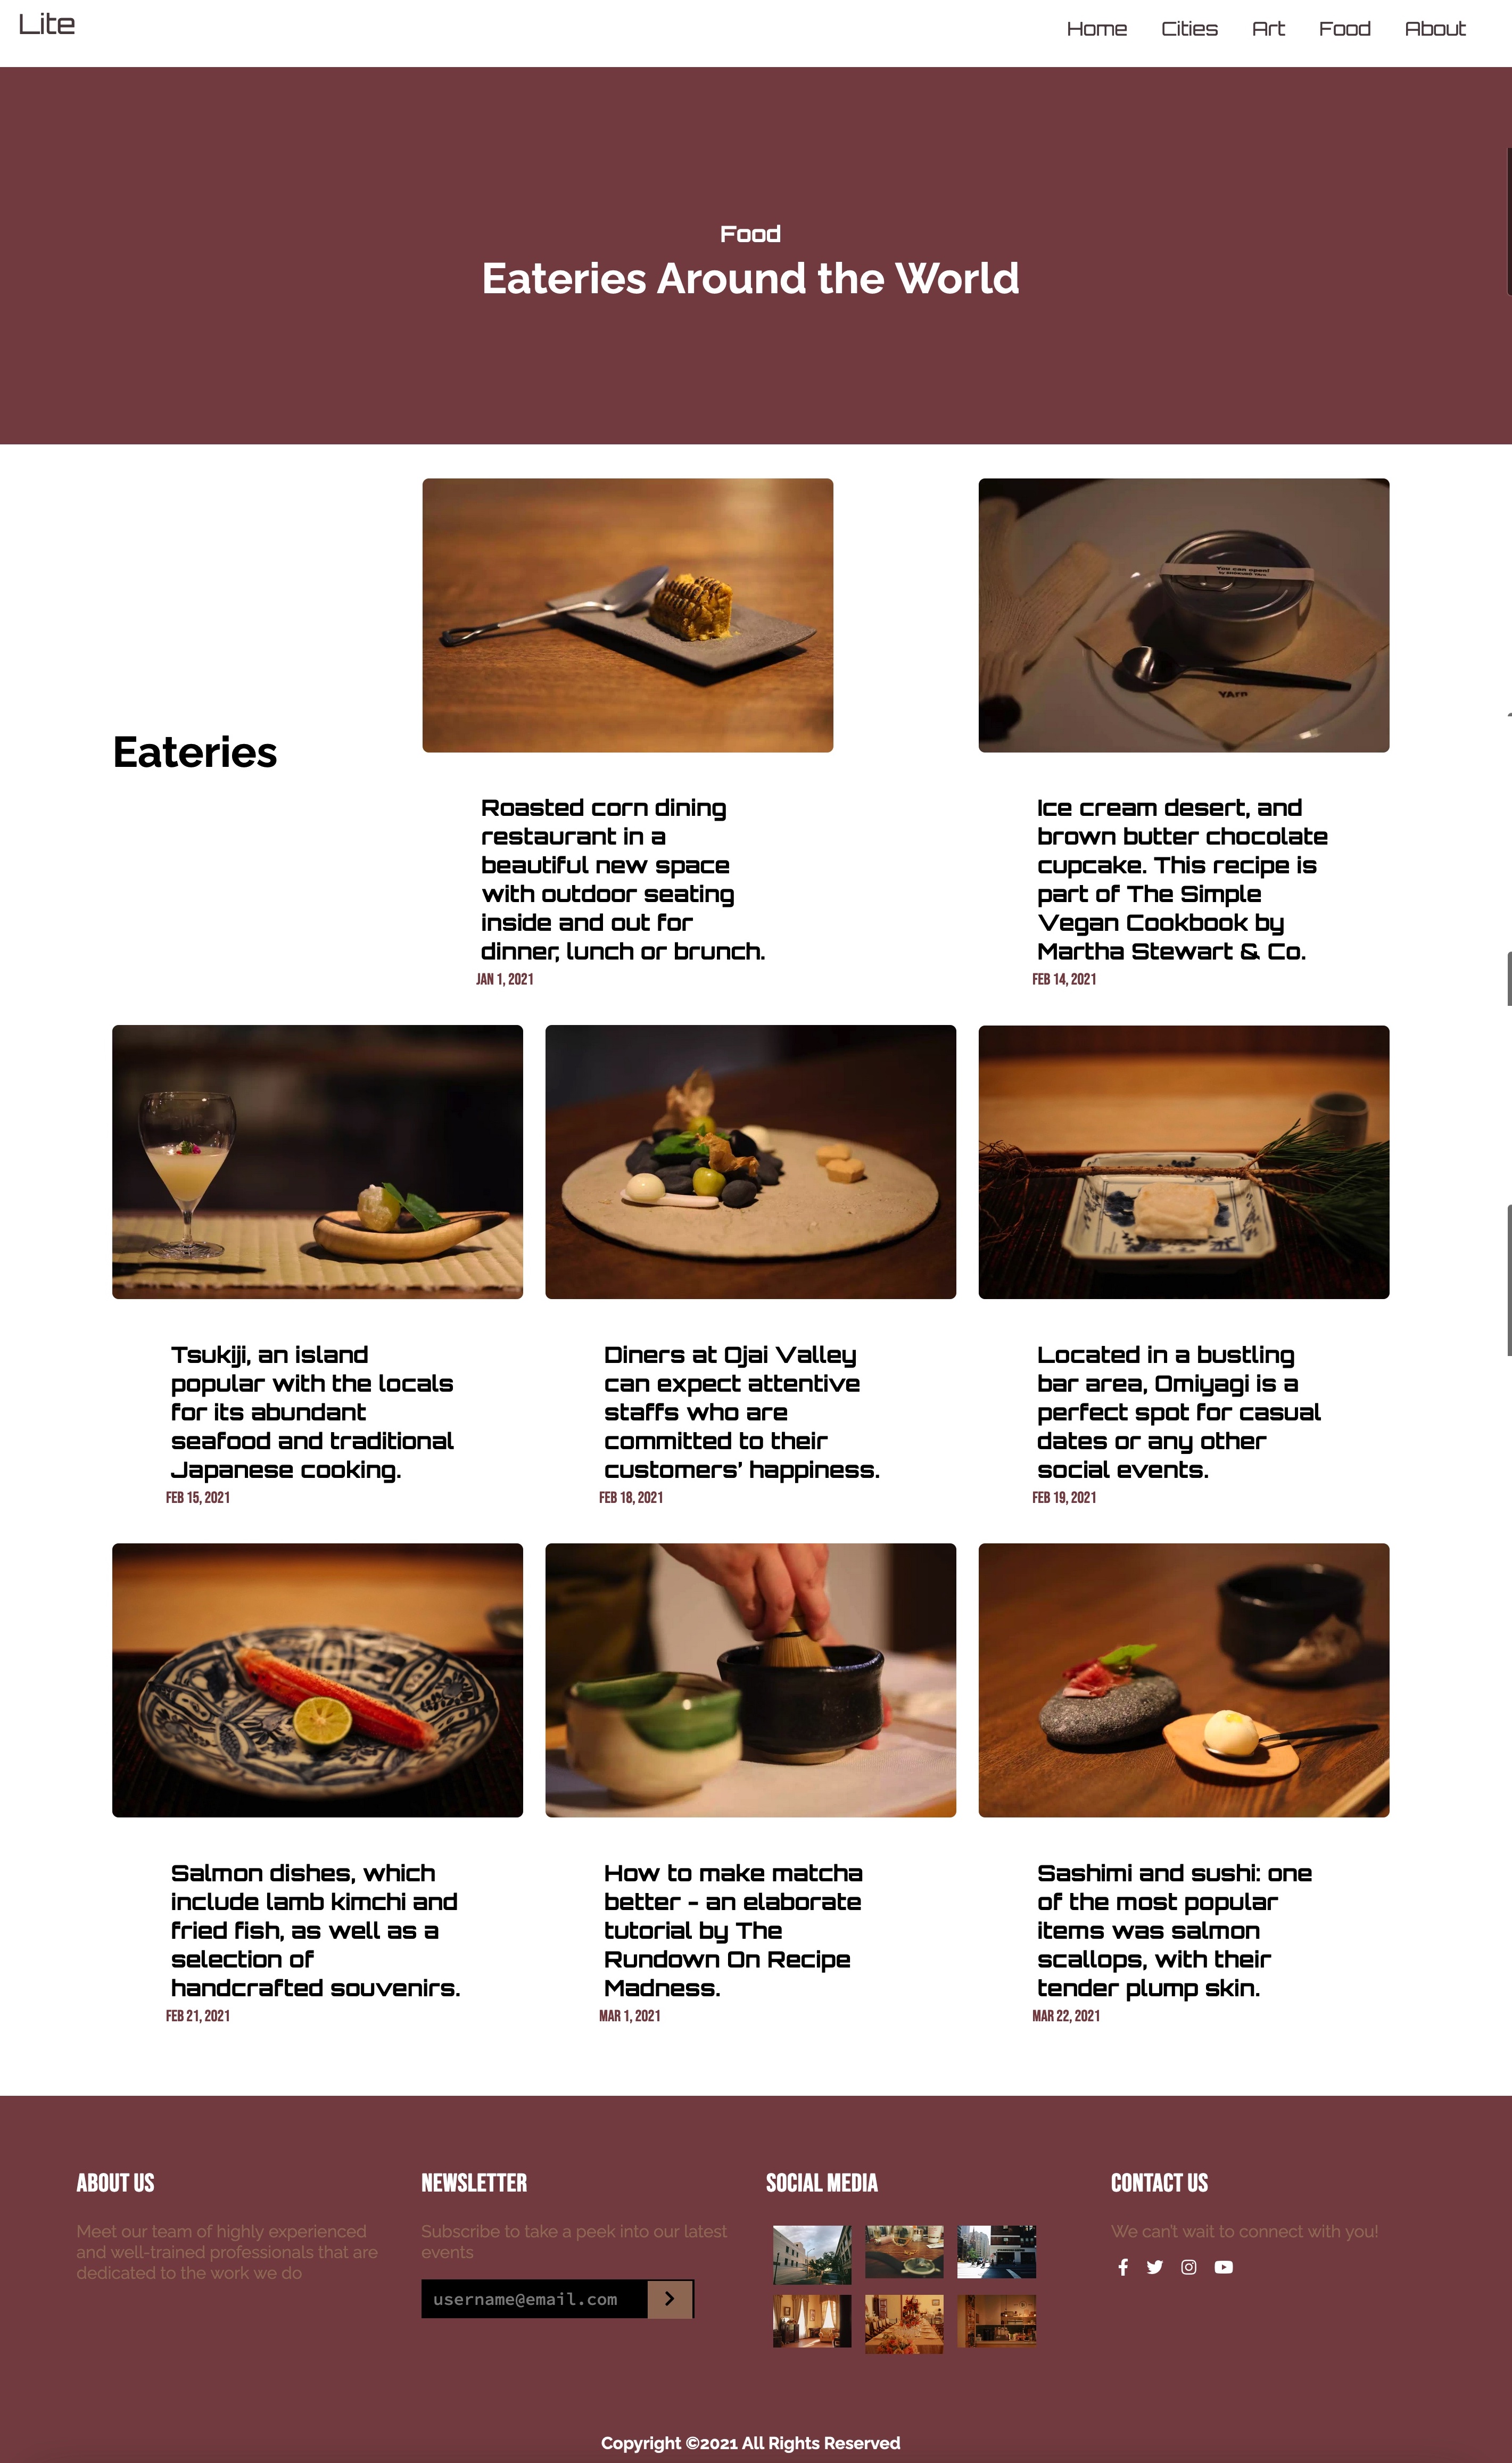 Lite
Home Cities Art Food About
Food
Eateries Around the World
Eateries
You can open!
YArn
Roasted corn dining
restaurant in a
beautiful new space
with outdoor seating
inside and out for
dinner, lunch or brunch.
JAN 1, 2021
Ice cream desert, and
brown butter chocolate
cupcake. This recipe is
part of The Simple
Vegan Cookbook by
Martha Stewart & Co.
FEB 14, 2021
Tsukiji, an island
popular with the locals
for its abundant
seafood and traditional
Japanese cooking.
FEB 15, 2021
Diners at Ojai Valley
can expect attentive
staffs who are
committed to their
customers’ happiness.
FEB 18, 2021
Located in a bustling
bar area, Omiyagi is a
perfect spot for casual
dates or any other
social events.
FEB 19, 2021
Salmon dishes, which
include lamb kimchi and
fried fish, as well as a
selection of
handcrafted souvenirs.
FEB 21, 2021
How to make matcha
better - an elaborate
tutorial by The
Rundown On Recipe
Madness.
MAR 1, 2021
Sashimi and sushi: one
of the most popular
items was salmon
scallops, with their
tender plump skin.
MAR 22, 2021
ABOUT US
Meet our team of highly experienced
and well-trained professionals that are
dedicated to the work we do
NEWSLETTER
Subscribe to take a peek into our latest
events
username@email.com
SOCIAL MEDIA
CONTACT US
We can’t wait to connect with you!
Copyright ©2021 All Rights Reserved